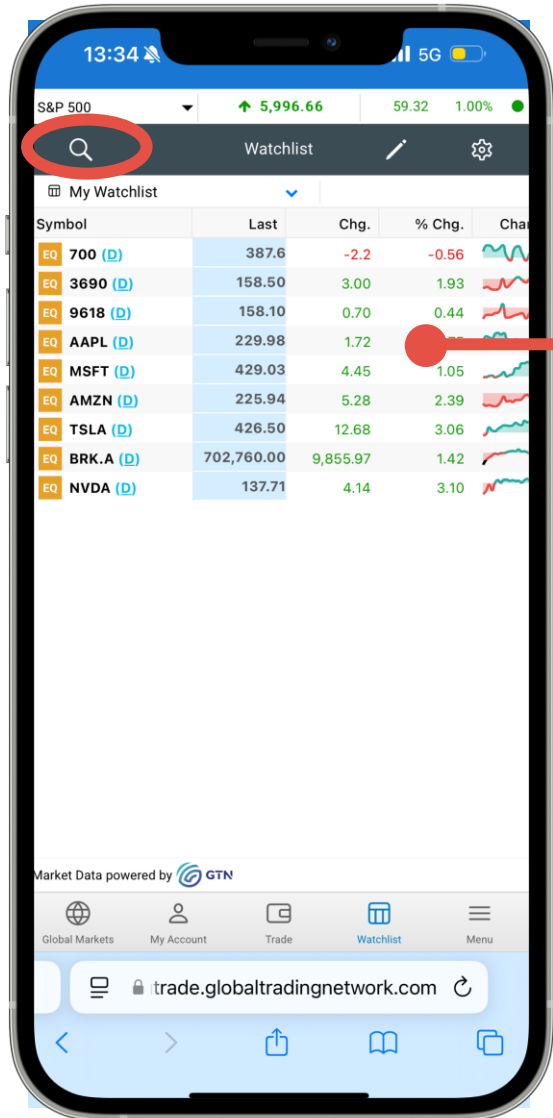 13:34 5G
S&P 500 5,996.66 59.32 1.00%
Watchlist
My Watchlist
Symbol Last Chg. % Chg.
EQ 700 (D) 387.6 -2.2 -0.56
EQ 3690 (D) 158.50 3.00 1.93
EQ 9618 (D) 158.10 0.70 0.44
EQ AAPL (D) 229.98 1.72
EQ MSFT (D) 429.03 4.45 1.05
EQ AMZN (D) 225.94 5.28 2.39
EQ TSLA (D) 426.50 12.68 3.06
EQ BRK.A (D) 702,760.00 9,855.97 1.42
EQ NVDA (D) 137.71 4.14 3.10
Market Data powered by GTN
Global Markets My Account Trade Watchlist Menu
trade.globaltradingnetwork.com